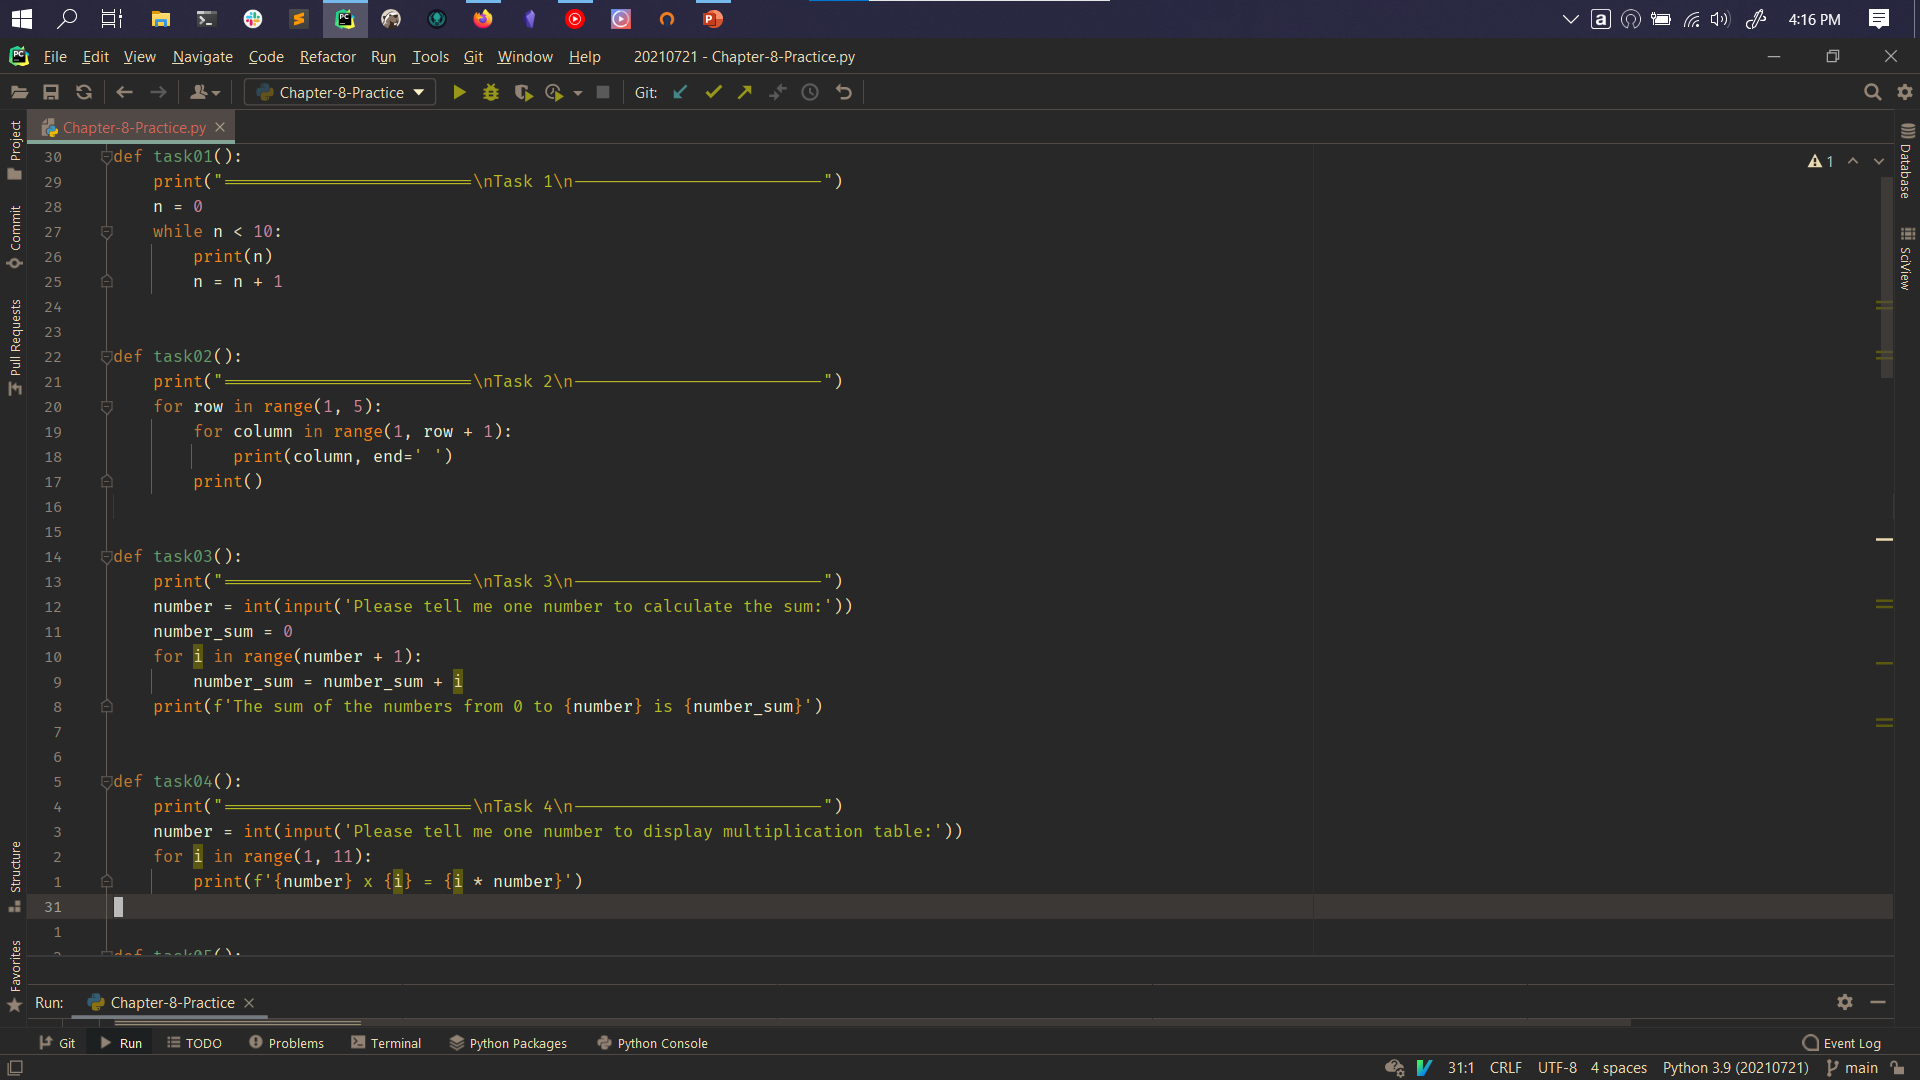 4:16 PM
File Edit View Navigate Code Refactor Run Tools Git Window Help 20210721 - Chapter-8-Practice.py
Chapter-8-Practice Git:
Chapter-8-Practice.py
Project
Commit
Pull Requests
Structure
Favorites
Database
SciView
1
30 def task01():
29 print("=========================\nTask 1\n-------------------------")
28 n = 0
27 while n < 10:
26 print(n)
25 n = n + 1
24
23
22 def task02():
21 print("=========================\nTask 2\n-------------------------")
20 for row in range(1, 5):
19 for column in range(1, row + 1):
18 print(column, end=' ')
17 print()
16
15
14 def task03():
13 print("=========================\nTask 3\n-------------------------")
12 number = int(input('Please tell me one number to calculate the sum:'))
11 number_sum = 0
10 for i in range(number + 1):
9 number_sum = number_sum + i
8 print(f'The sum of the numbers from 0 to {number} is {number_sum}')
7
6
5 def task04():
4 print("=========================\nTask 4\n-------------------------")
3 number = int(input('Please tell me one number to display multiplication table:'))
2 for i in range(1, 11):
1 print(f'{number} x {i} = {i * number}')
31
1
2 def task05():
Run: Chapter-8-Practice
Git Run TODO Problems Terminal Python Packages Python Console Event Log
31:1 CRLF UTF-8 4 spaces Python 3.9 (20210721) main